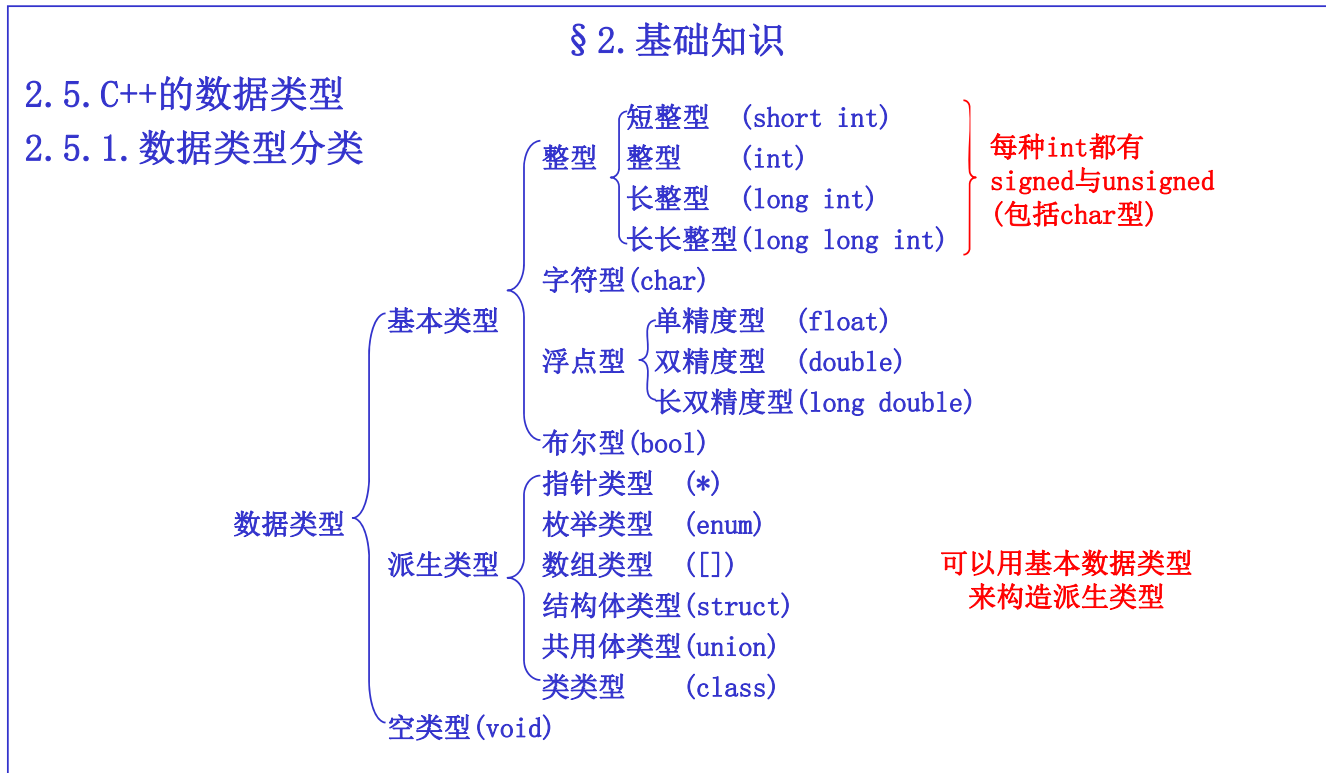 §2.基础知识
2.5.C++的数据类型
2.5.1.数据类型分类
数据类型
基本类型
整型
短整型 (short int)
整型 (int)
长整型 (long int)
长长整型(long long int)
每种int都有
signed与unsigned
(包括char型)
字符型(char)
浮点型
单精度型 (float)
双精度型 (double)
长双精度型(long double)
布尔型(bool)
派生类型
指针类型 (*)
枚举类型 (enum)
数组类型 ([])
结构体类型(struct)
共用体类型(union)
类类型 (class)
可以用基本数据类型
来构造派生类型
空类型(void)